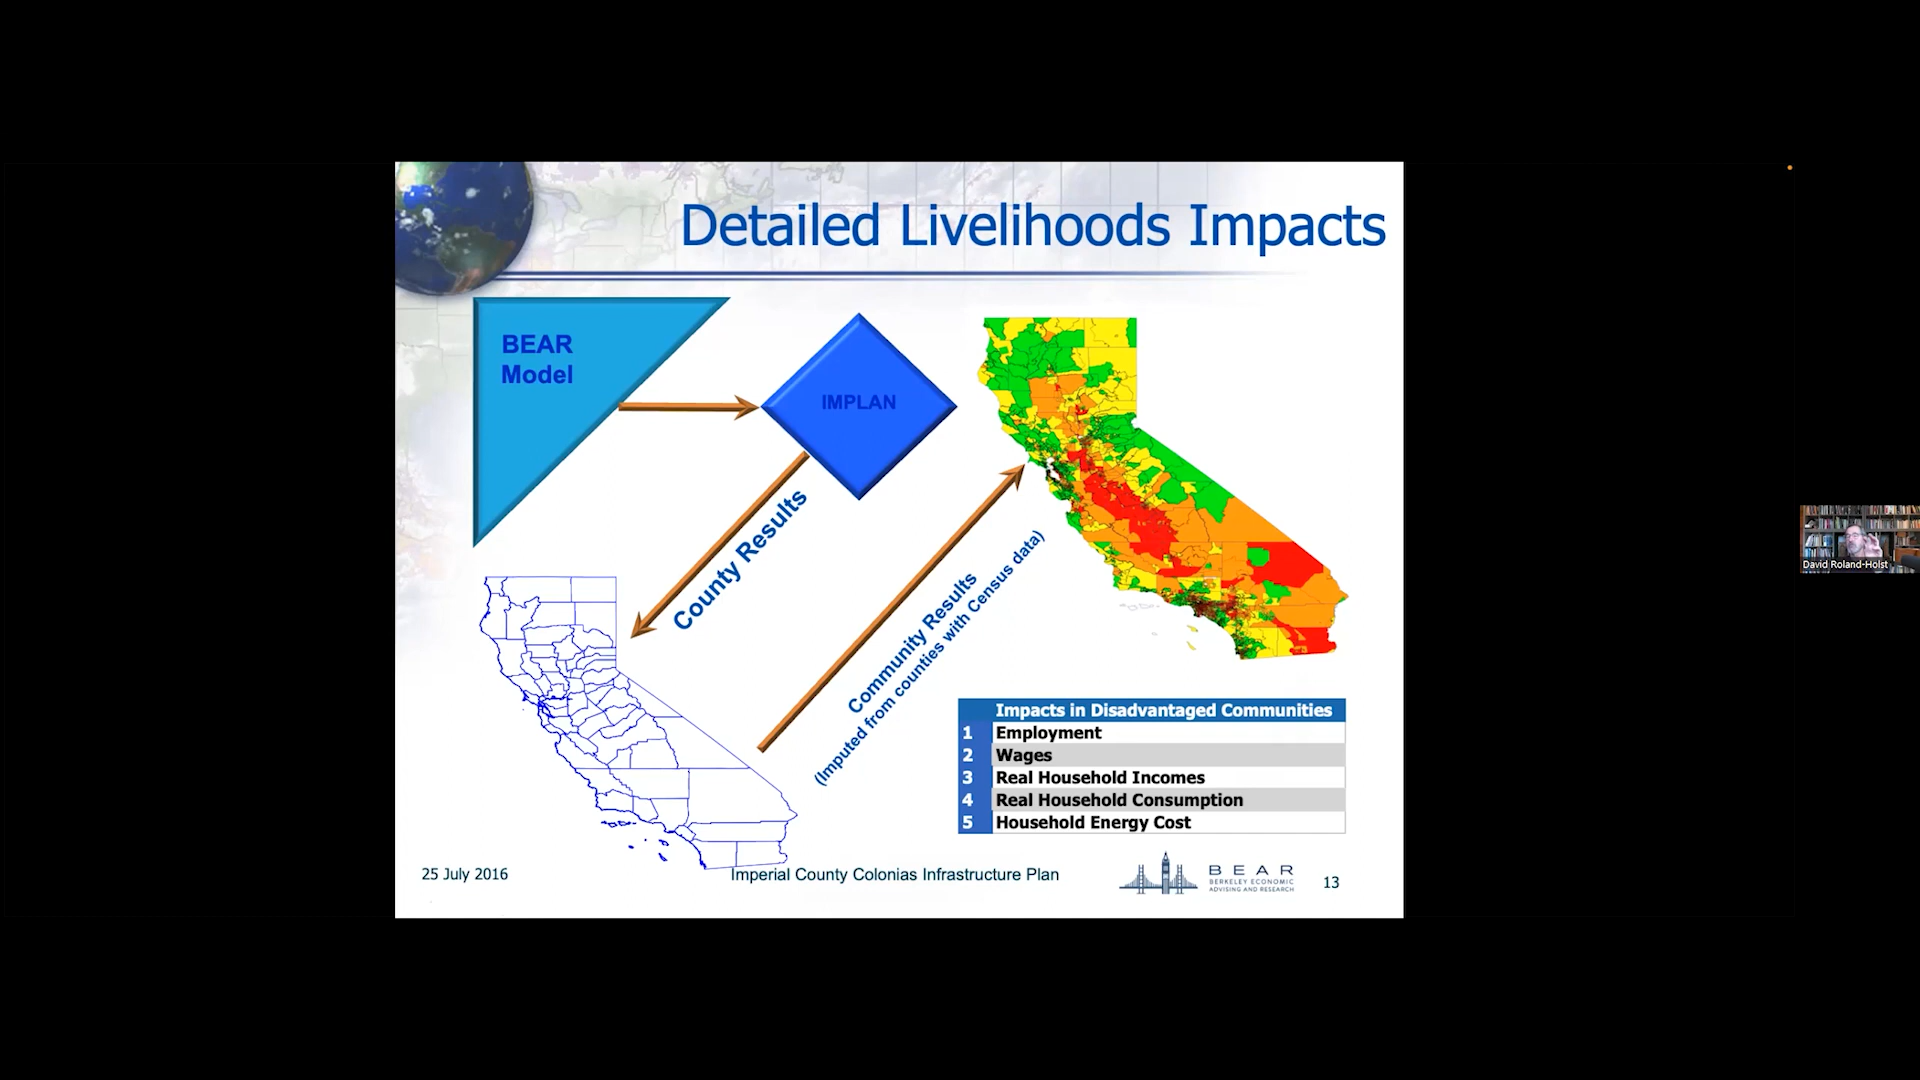 Detailed Livelihoods Impacts
BEAR
Model
IMPLAN
County Results
Community Results
(Imputed from counties with Census data)
Impacts in Disadvantaged Communities
1 Employment
2 Wages
3 Real Household Incomes
4 Real Household Consumption
5 Household Energy Cost
25 July 2016
Imperial County Colonias Infrastructure Plan
BEAR
BERKELEY ECONOMIC
ADVISING AND RESEARCH
13
David Roland-Holst